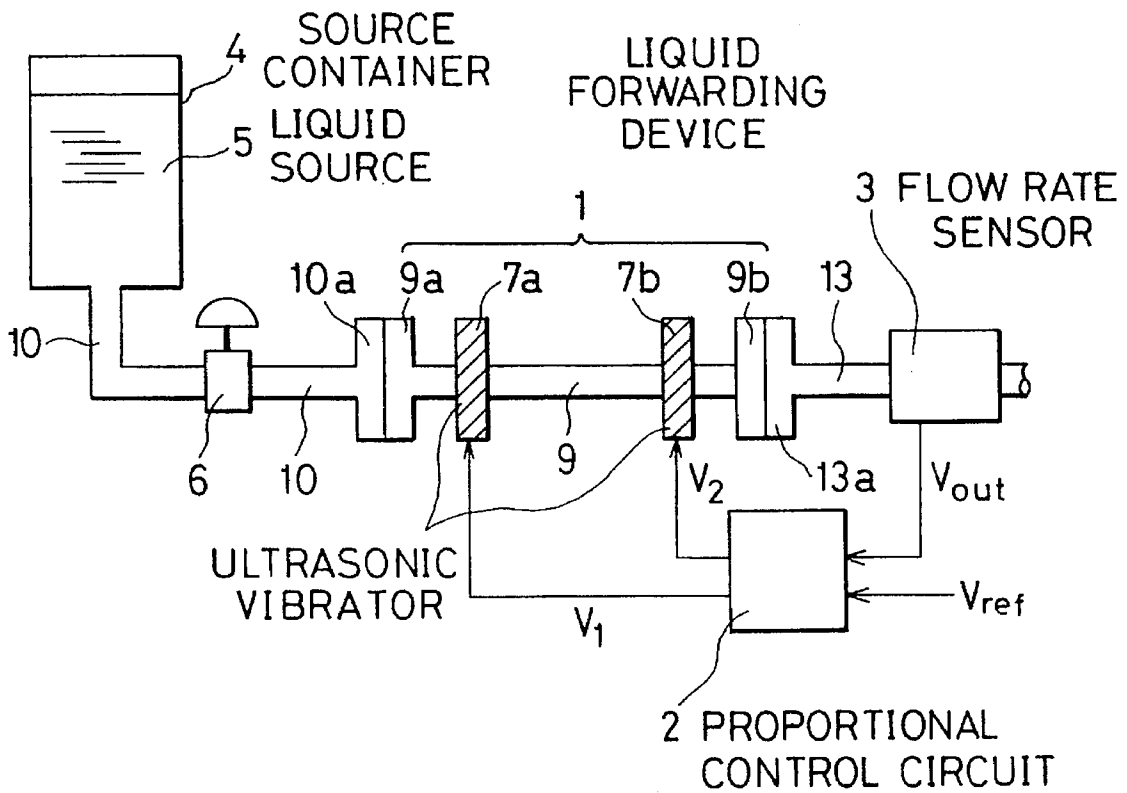 4
SOURCE
CONTAINER
5 LIQUID
SOURCE
LIQUID
FORWARDING
DEVICE
3 FLOW RATE
SENSOR
1
10a
9a
7a
7b
9b
13
10
6
10
9
13a
V2
Vout
ULTRASONIC
VIBRATOR
V1
Vref
2 PROPORTIONAL
CONTROL CIRCUIT